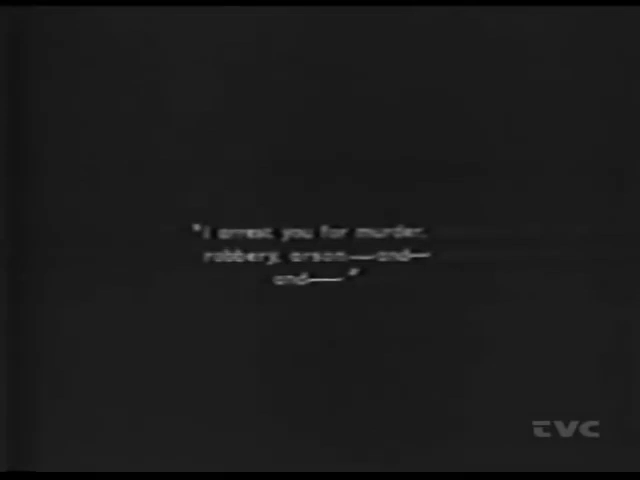 "I arrest you for murder,
robbery, arson—and—
and—"
TVC